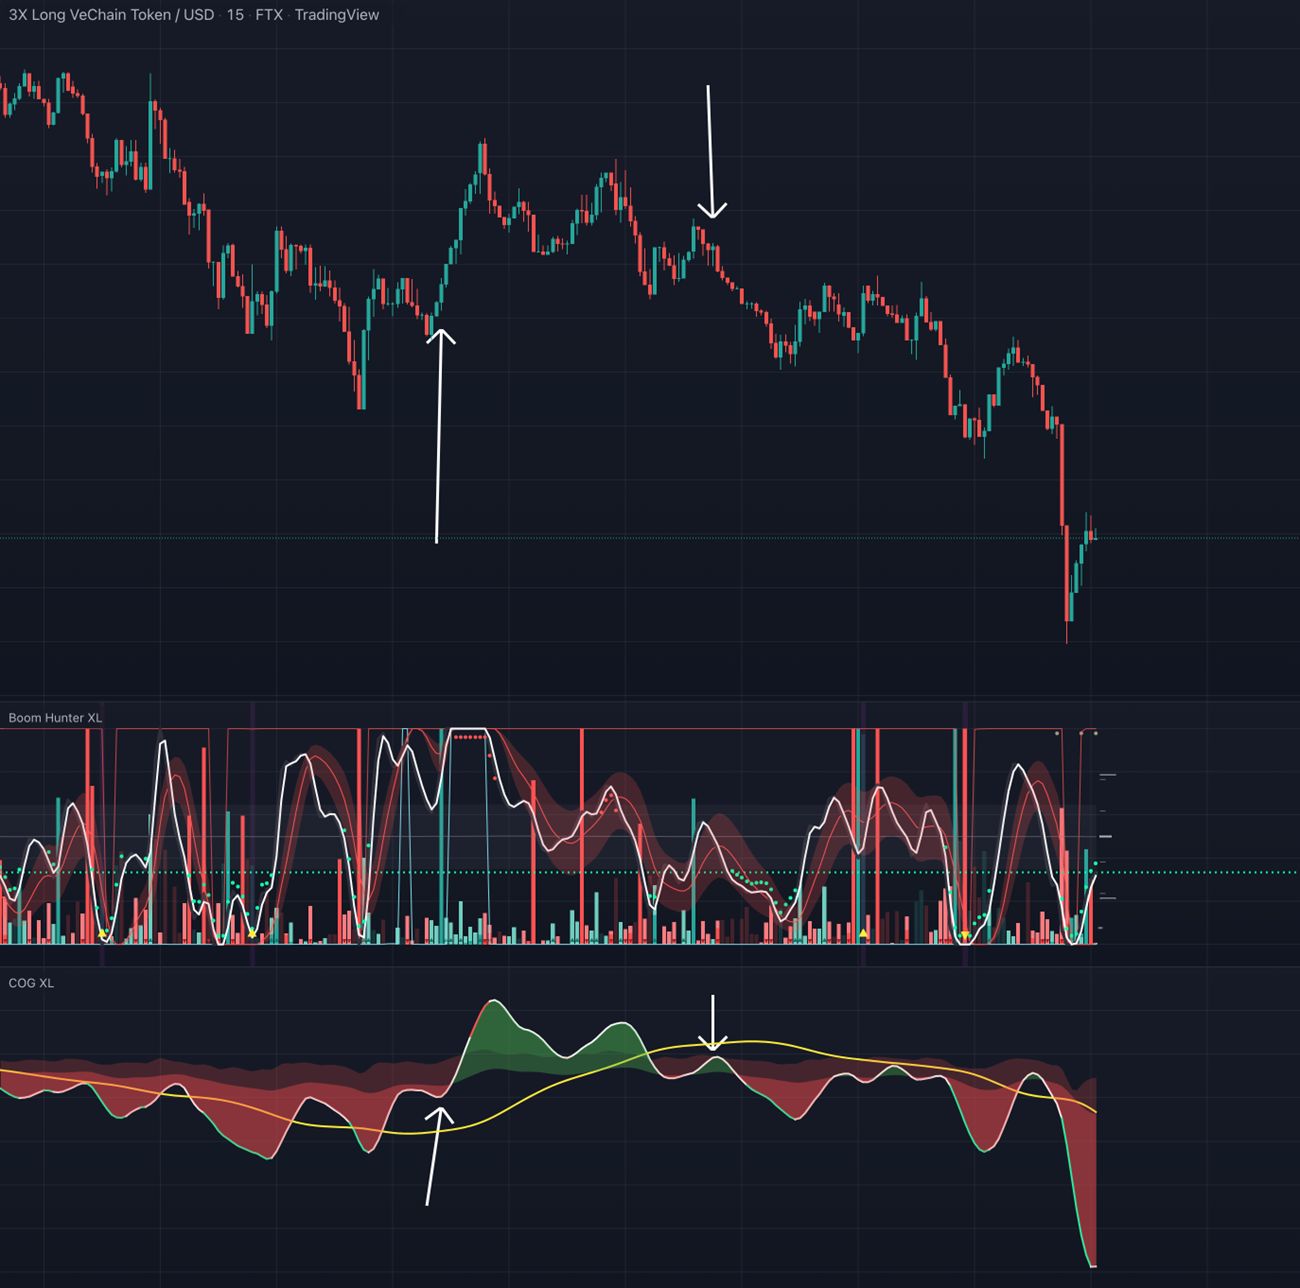 3X Long VeChain Token / USD · 15 · FTX · TradingView
Boom Hunter XL
COG XL